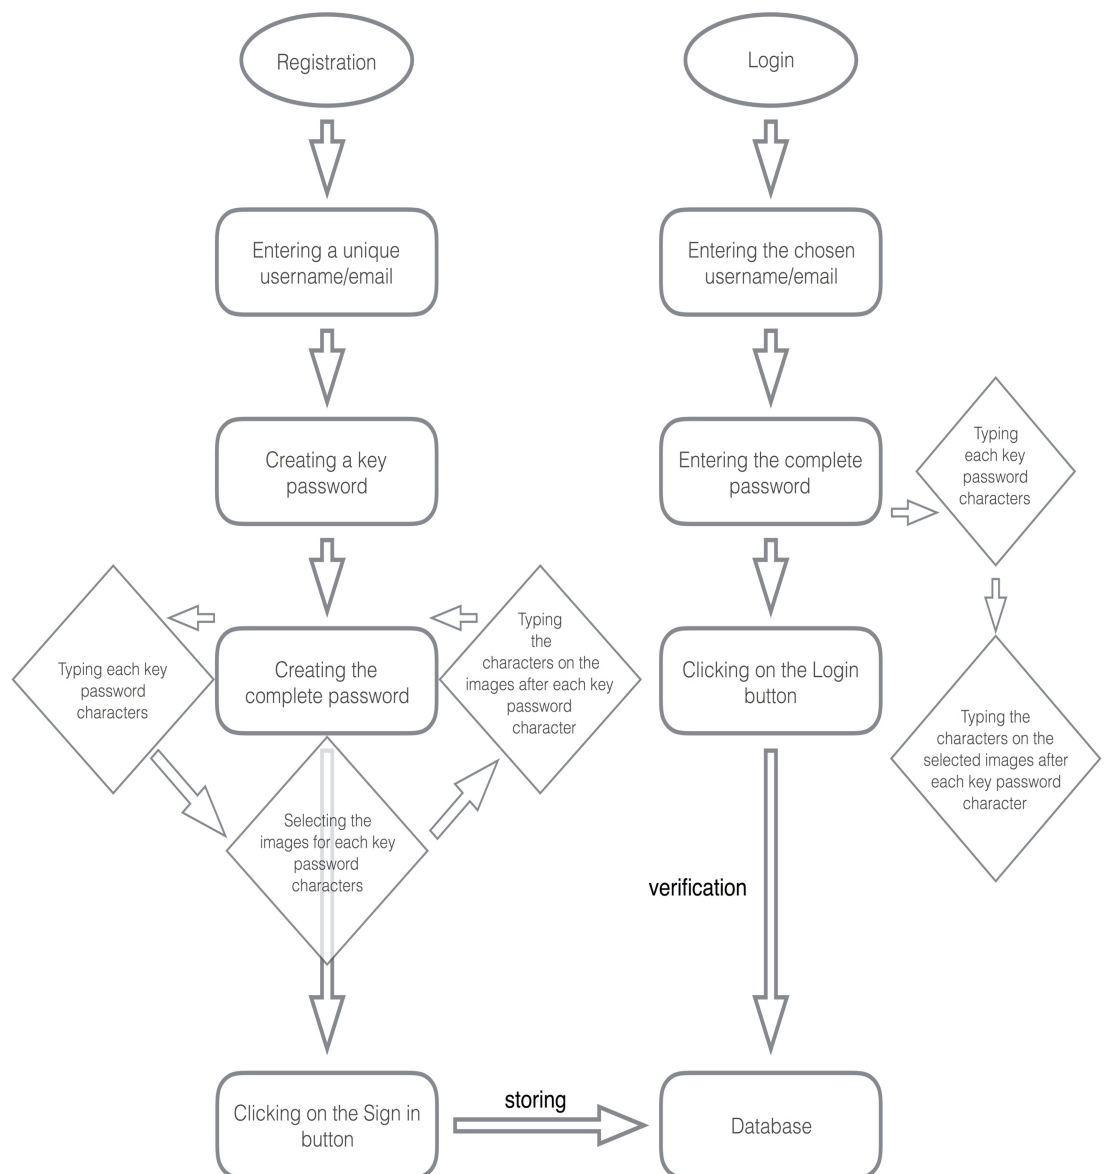 Registration
Login
Entering a unique
username/email
Entering the chosen
username/email
Creating a key
password
Entering the complete
password
Typing
each key
password
characters
Typing each key
password
characters
Creating the
complete password
Typing
the
characters on the
images after each key
password
character
Clicking on the Login
button
Typing the
characters on the
selected images after
each key password
character
Selecting the
images for each key
password
characters
verification
Clicking on the Sign in
button
storing
Database